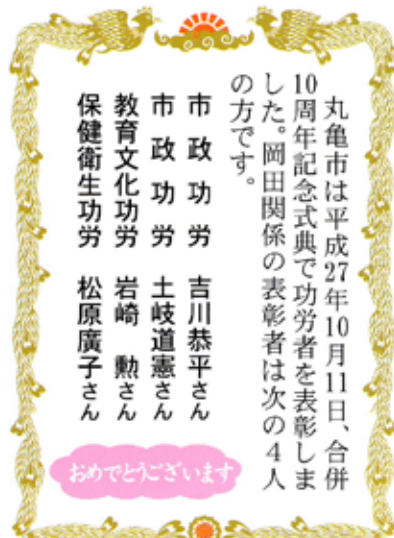 丸亀市は平成27年10月11日、合併
10周年記念式典で功労者を表彰しま
した。岡田関係の表彰者は次の4人
の方です。
市政功労 吉川恭平さん
市政功労 土岐道憲さん
教育文化功労 岩崎 勲さん
保健衛生功労 松原廣子さん
おめでとうございます